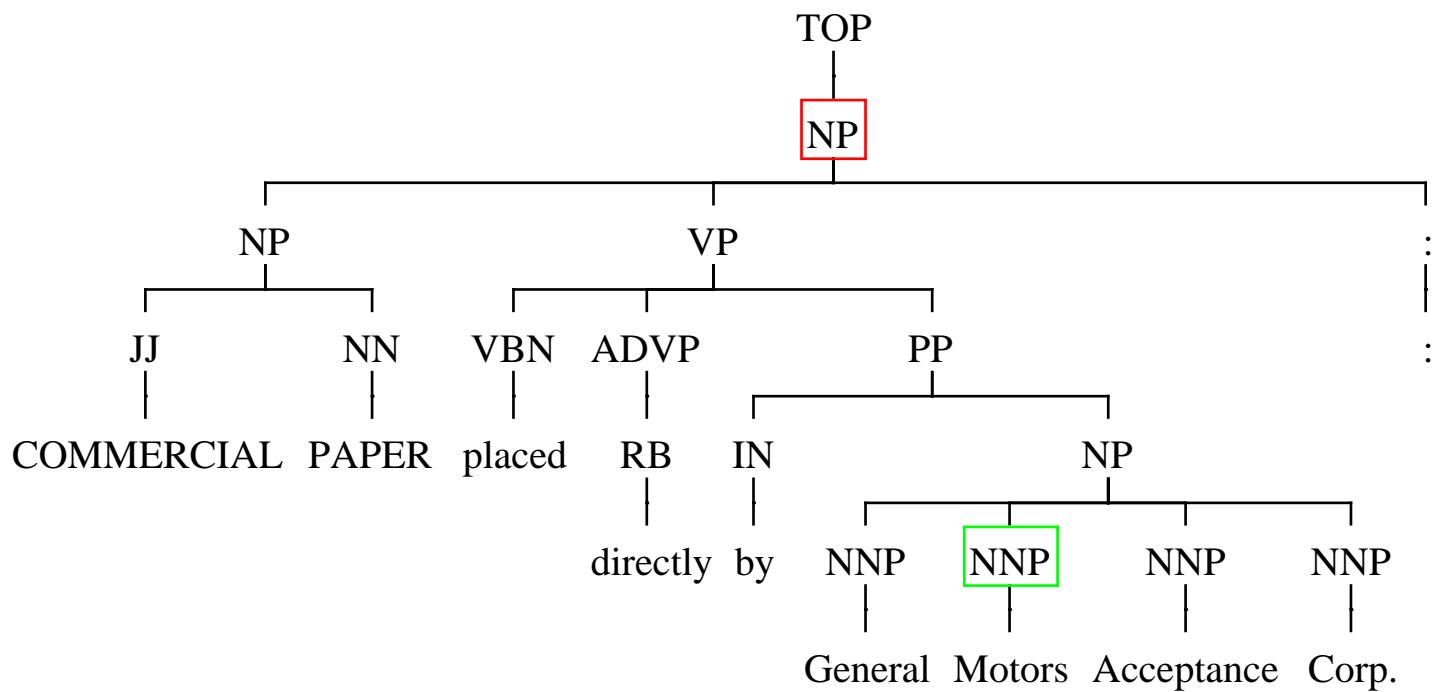 TOP
NP
NP VP :
JJ NN VBN ADVP PP :
COMMERCIAL PAPER placed RB IN NP
directly by NNP NNP NNP NNP
General Motors Acceptance Corp.